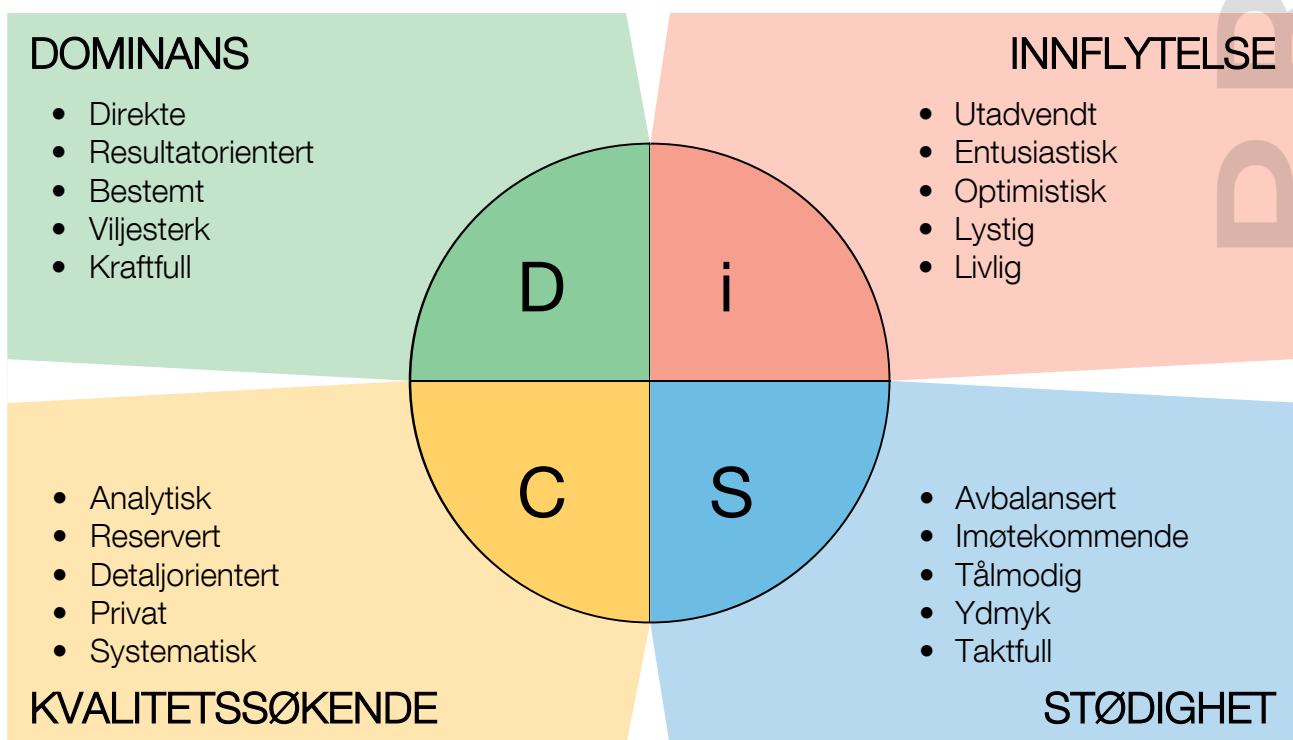 DOMINANS
• Direkte
• Resultatorientert
• Bestemt
• Viljesterk
• Kraftfull
INNFLYTELSE
• Utadvendt
• Entusiastisk
• Optimistisk
• Lystig
• Livlig
D
i
C
S
• Analytisk
• Reservert
• Detaljorientert
• Privat
• Systematisk
KVALITETSSØKENDE
• Avbalansert
• Imøtekommende
• Tålmodig
• Ydmyk
• Taktfull
STØDIGHET